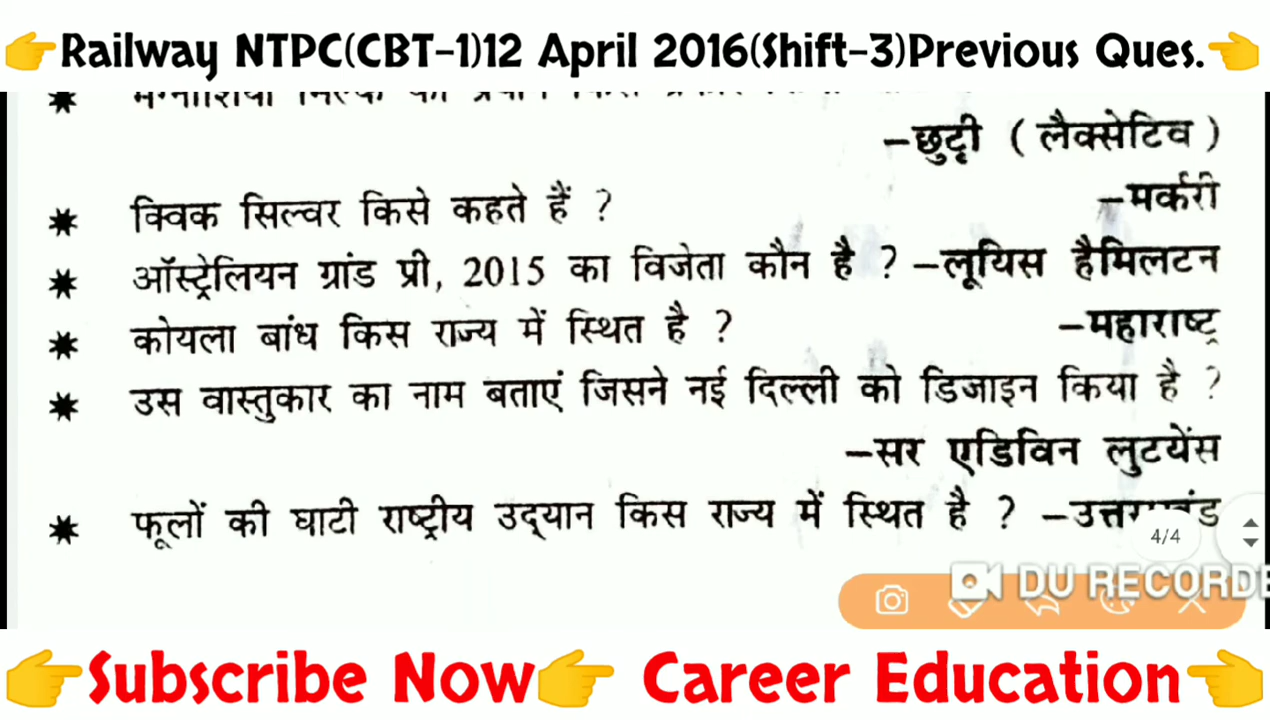 Railway NTPC(CBT-1)12 April 2016(Shift-3)Previous Ques.
-छुट्टी ( लैक्सेटिव )
क्विक सिल्वर किसे कहते हैं ? -मर्करी
ऑस्ट्रेलियन ग्रांड प्री, 2015 का विजेता कौन है ? -लूयिस हैमिलटन
कोयला बांध किस राज्य में स्थित है ? -महाराष्ट्र
उस वास्तुकार का नाम बताएं जिसने नई दिल्ली को डिजाइन किया है ?
-सर एडिविन लुटयेंस
फूलों की घाटी राष्ट्रीय उद्यान किस राज्य में स्थित है ?
4/4
DU RECORDE
Subscribe Now Career Education